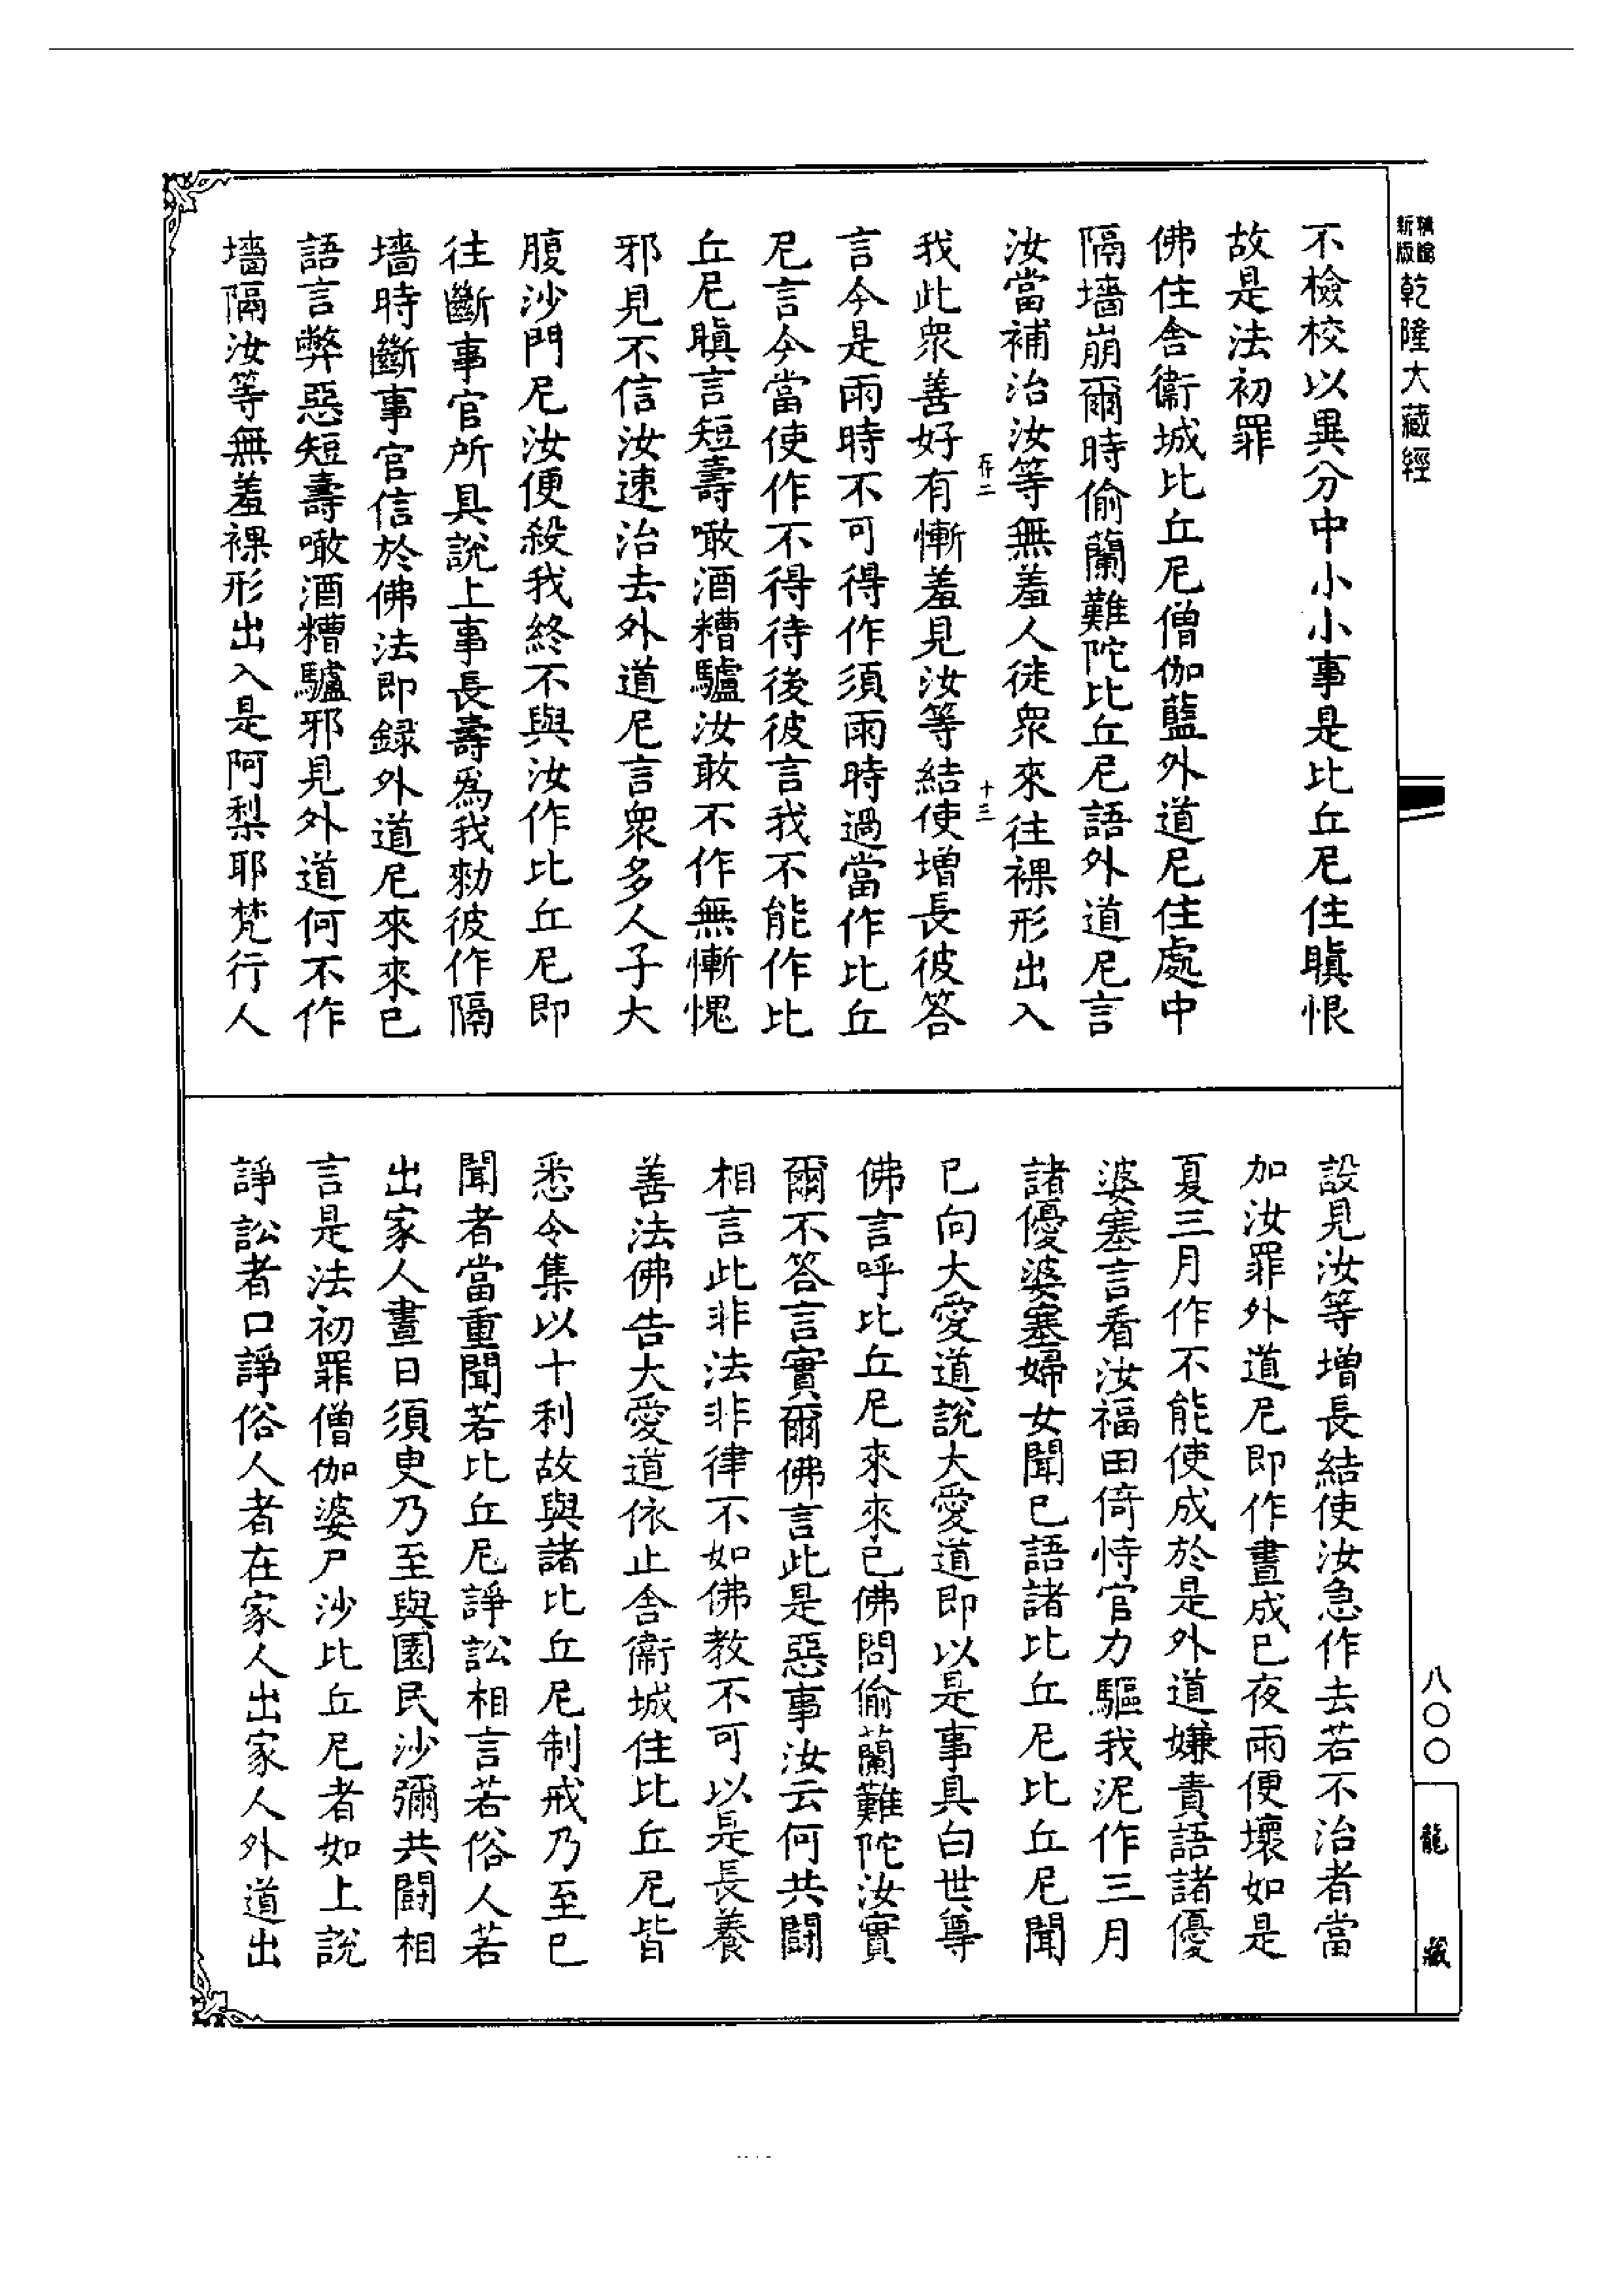 新版 精縮 乾隆大藏經
不檢校以異分中小小事是比丘尼住瞋恨
故是法初罪
佛住舍衞城比丘尼僧伽藍外道尼住處中
隔墻崩爾時偷蘭難陀比丘尼語外道尼言
汝當補治汝等無羞人徒眾來往裸形出入
十三
我此眾善好有慚羞見汝等結使增長彼答
言今是雨時不可得作須雨時過當作比丘
尼言今當使作不得待後彼言我不能作比
丘尼瞋言短壽噉酒糟驢汝敢不作無慚愧
邪見不信汝速治去外道尼言眾多人子大
腹沙門尼汝便殺我終不與汝作比丘尼即
往斷事官所具說上事長壽爲我勑彼作隔
墻時斷事官信於佛法即録外道尼來來已
語言弊惡短壽噉酒糟驢邪見外道何不作
墻隔汝等無羞裸形出入是阿梨耶梵行人
設見汝等增長結使汝急作去若不治者當
加汝罪外道尼即作晝成已夜雨便壞如是
夏三月作不能使成於是外道嫌責語諸優
婆塞言看汝福田倚恃官力驅我泥作三月
諸優婆塞婦女聞已語諸比丘尼比丘尼聞
已向大愛道說大愛道即以是事具白世尊
佛言呼比丘尼來來已佛問偷蘭難陀汝實
爾不答言實爾佛言此是惡事汝云何共鬪
相言此非法非律不如佛教不可以是長養
善法佛告大愛道依止舍衞城住比丘尼皆
悉令集以十利故與諸比丘尼制戒乃至已
聞者當重聞若比丘尼諍訟相言若俗人若
出家人晝日須臾乃至與園民沙彌共鬪相
言是法初罪僧伽婆尸沙比丘尼者如上說
諍訟者口諍俗人者在家人出家人外道出
八〇〇
龍藏